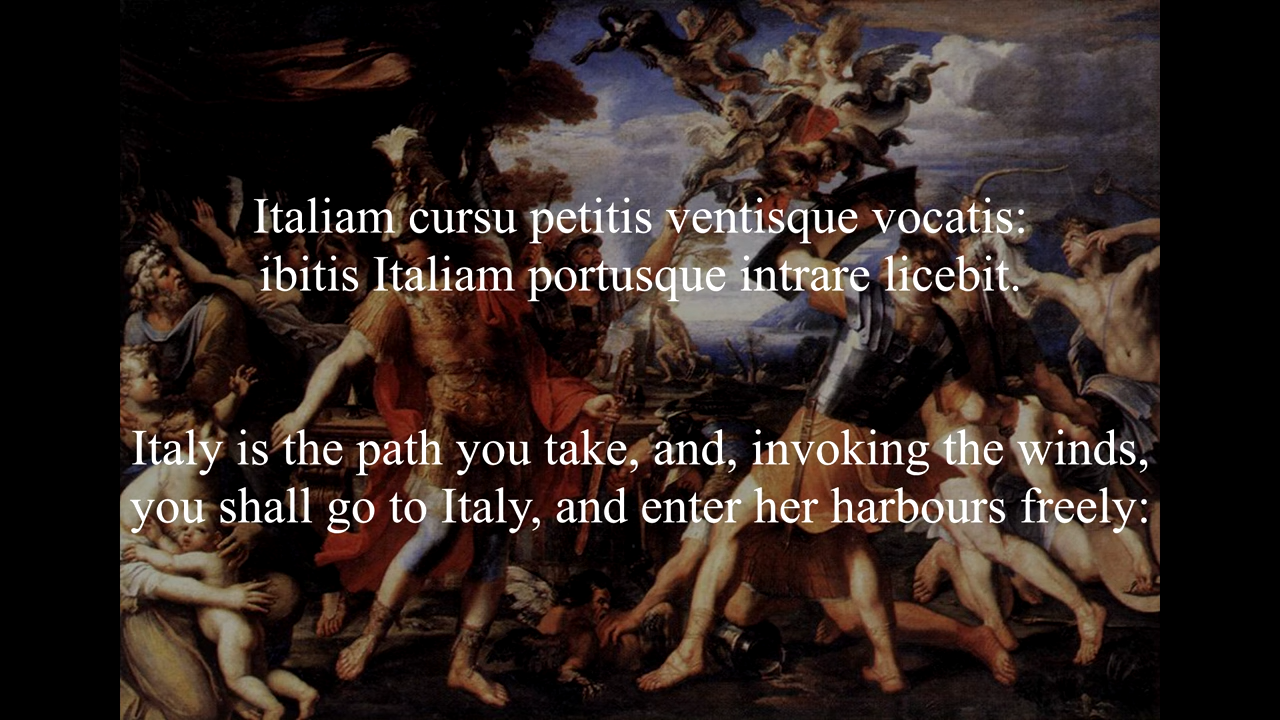 Italiam cursu petitis ventisque vocatis:
ibitis Italiam portusque intrare licebit.
Italy is the path you take, and, invoking the winds,
you shall go to Italy, and enter her harbours freely: